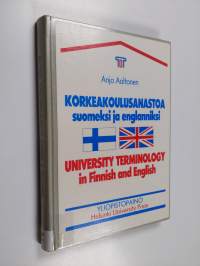 Anja Aaltonen
KORKEAKOULUSANASTOA
suomeksi ja englanniksi
UNIVERSITY TERMINOLOGY
in Finnish and English
YLIOPISTOPAINO
Helsinki University Press